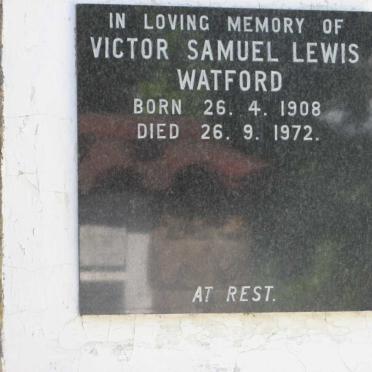 IN LOVING MEMORY OF
VICTOR SAMUEL LEWIS
WATFORD
BORN 26. 4. 1908
DIED 26. 9. 1972.
AT REST.